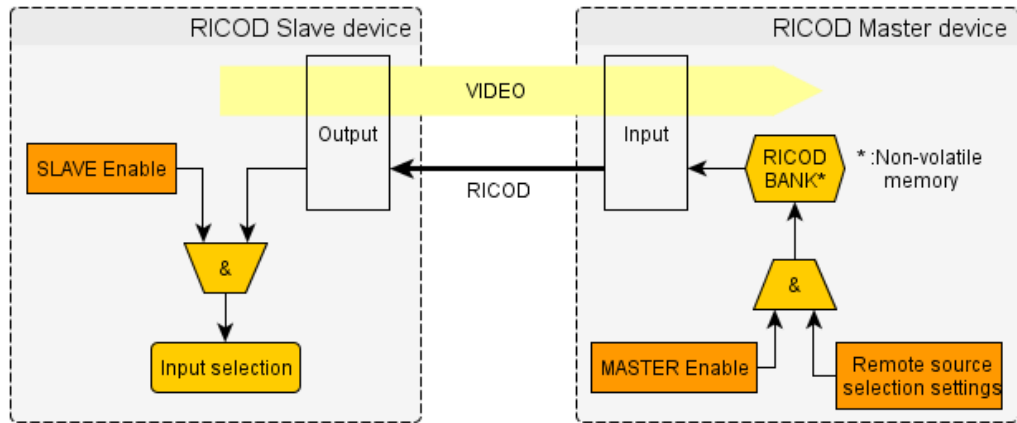 RICOD Slave device
RICOD Master device
VIDEO
Output
Input
SLAVE Enable
RICOD
RICOD
BANK*
* :Non-volatile
memory
&
&
Input selection
MASTER Enable
Remote source
selection settings